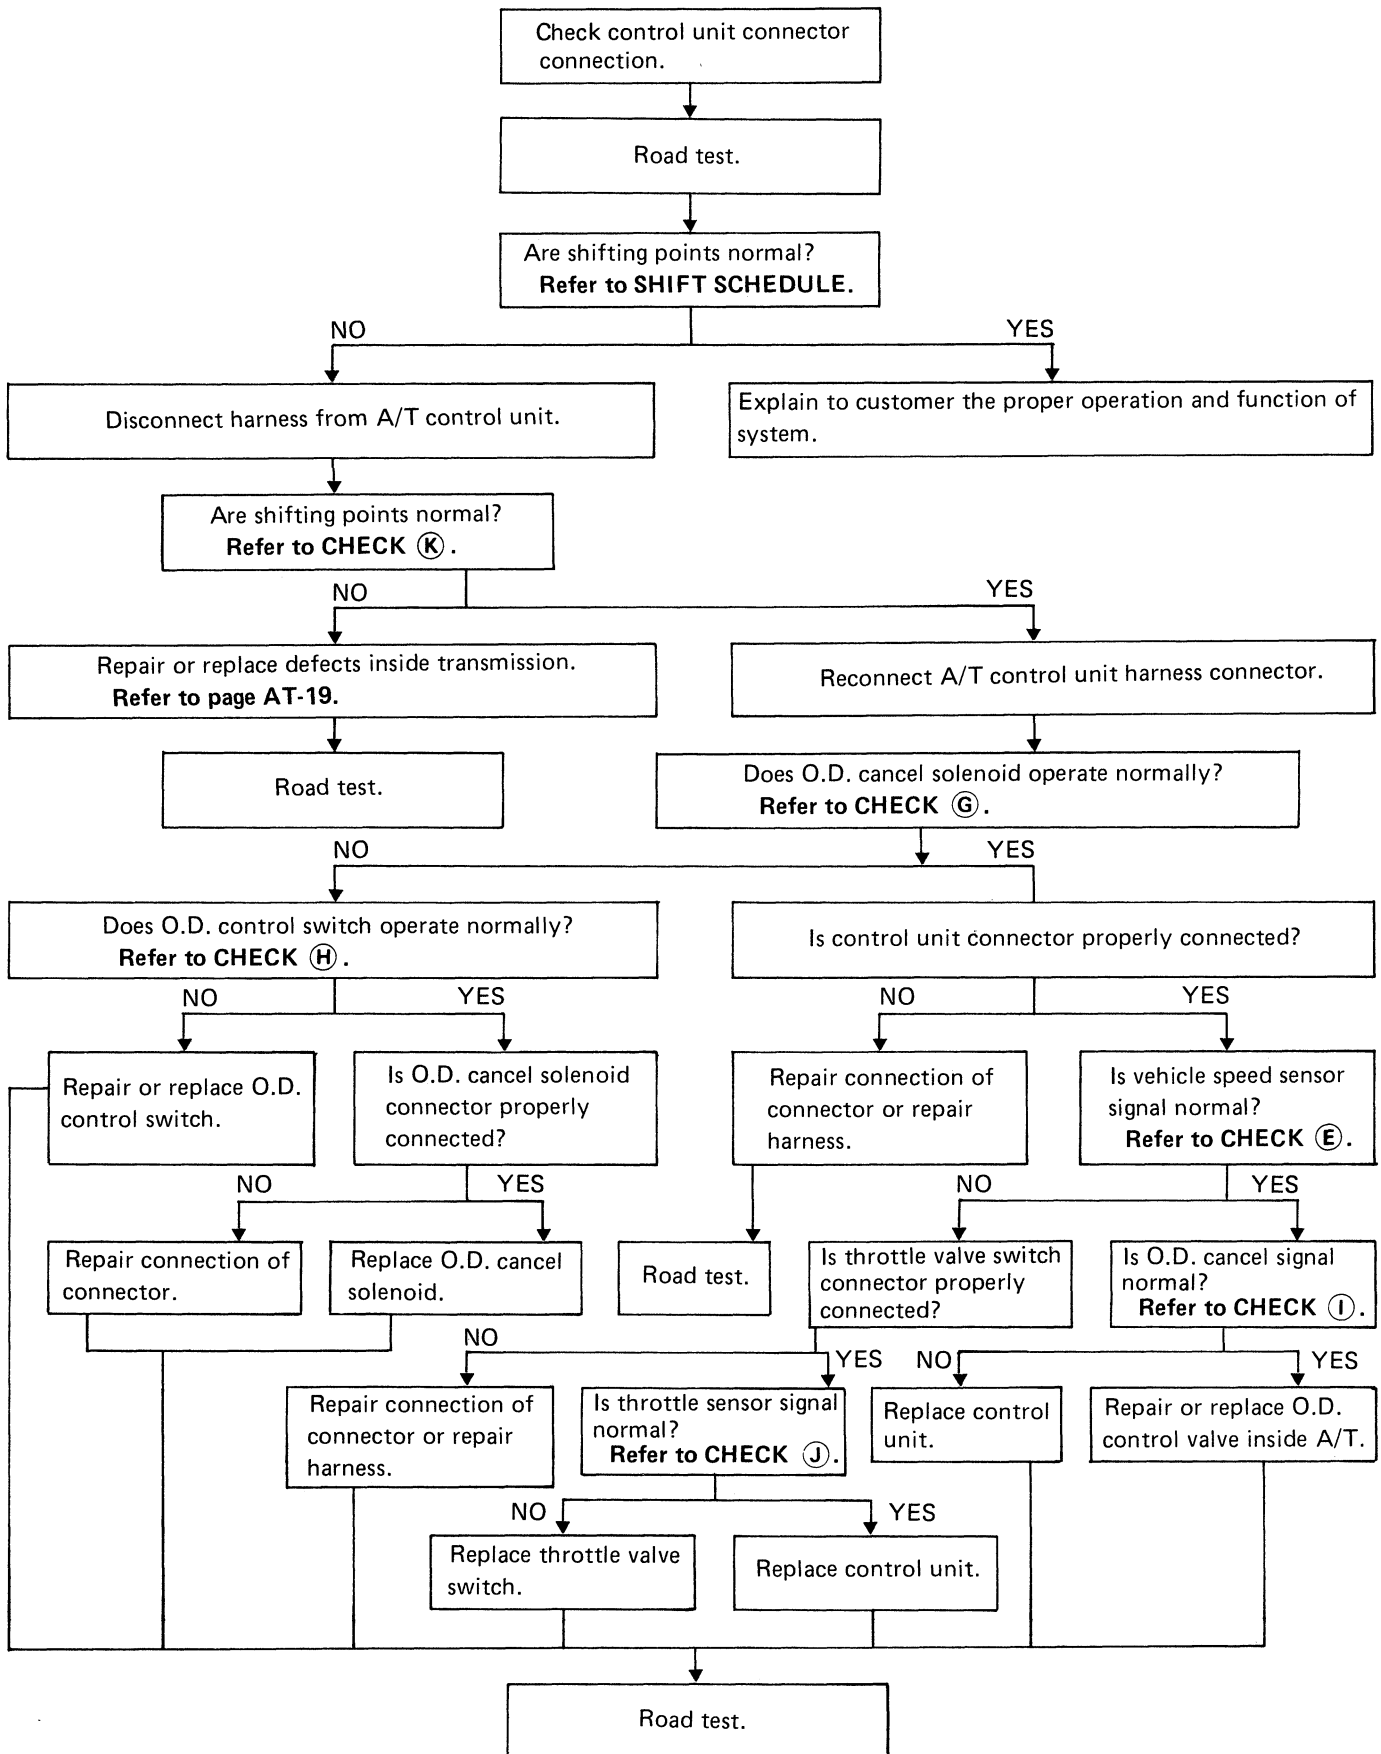 Check control unit connector
connection.
Road test.
Are shifting points normal?
Refer to SHIFT SCHEDULE.
NO
YES
Disconnect harness from A/T control unit.
Explain to customer the proper operation and function of
system.
Are shifting points normal?
Refer to CHECK Ⓚ.
NO
YES
Repair or replace defects inside transmission.
Refer to page AT-19.
Reconnect A/T control unit harness connector.
Road test.
Does O.D. cancel solenoid operate normally?
Refer to CHECK Ⓖ.
NO
YES
Does O.D. control switch operate normally?
Refer to CHECK Ⓗ.
Is control unit connector properly connected?
NO
YES
NO
YES
Repair or replace O.D.
control switch.
Is O.D. cancel solenoid
connector properly
connected?
Repair connection of
connector or repair
harness.
Is vehicle speed sensor
signal normal?
Refer to CHECK Ⓔ.
NO
YES
NO
YES
Repair connection of
connector.
Replace O.D. cancel
solenoid.
Road test.
Is throttle valve switch
connector properly
connected?
Is O.D. cancel signal
normal?
Refer to CHECK Ⓘ.
NO
YES
NO
YES
Repair connection of
connector or repair
harness.
Is throttle sensor signal
normal?
Refer to CHECK Ⓙ.
Replace control
unit.
Repair or replace O.D.
control valve inside A/T.
NO
YES
Replace throttle valve
switch.
Replace control unit.
Road test.